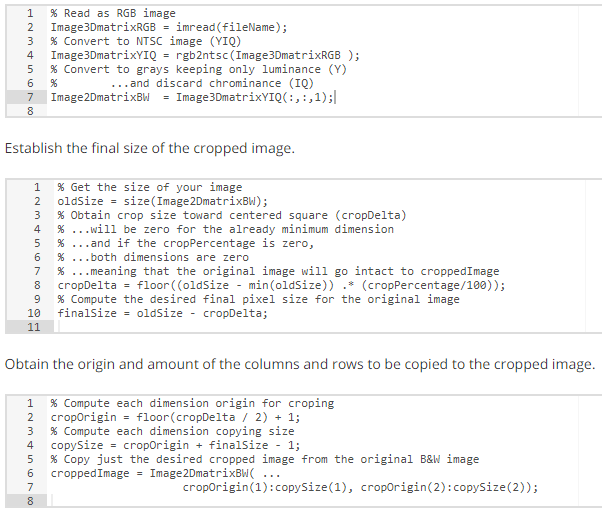 1 % Read as RGB image
2 Image3DmatrixRGB = imread(fileName);
3 % Convert to NTSC image (YIQ)
4 Image3DmatrixYIQ = rgb2ntsc(Image3DmatrixRGB );
5 % Convert to grays keeping only luminance (Y)
6 %        ...and discard chrominance (IQ)
7 Image2DmatrixBW  = Image3DmatrixYIQ(:,:,1);
8
Establish the final size of the cropped image.
1 % Get the size of your image
2 oldSize = size(Image2DmatrixBW);
3 % Obtain crop size toward centered square (cropDelta)
4 % ...will be zero for the already minimum dimension
5 % ...and if the cropPercentage is zero,
6 % ...both dimensions are zero
7 % ...meaning that the original image will go intact to croppedImage
8 cropDelta = floor((oldSize - min(oldSize)) .* (cropPercentage/100));
9 % Compute the desired final pixel size for the original image
10 finalSize = oldSize - cropDelta;
11
Obtain the origin and amount of the columns and rows to be copied to the cropped image.
1 % Compute each dimension origin for croping
2 cropOrigin = floor(cropDelta / 2) + 1;
3 % Compute each dimension copying size
4 copySize = cropOrigin + finalSize - 1;
5 % Copy just the desired cropped image from the original B&W image
6 croppedImage = Image2DmatrixBW( ...
7                    cropOrigin(1):copySize(1), cropOrigin(2):copySize(2));
8